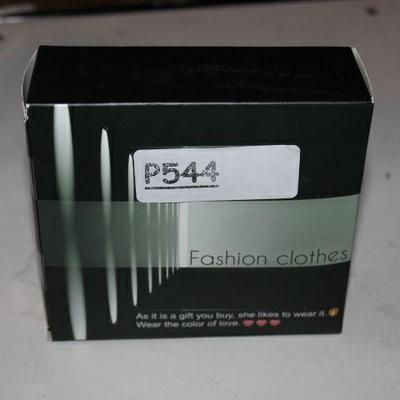 P544
Fashion clothes
As it is a gift you buy, she likes to wear it.
Wear the color of love.